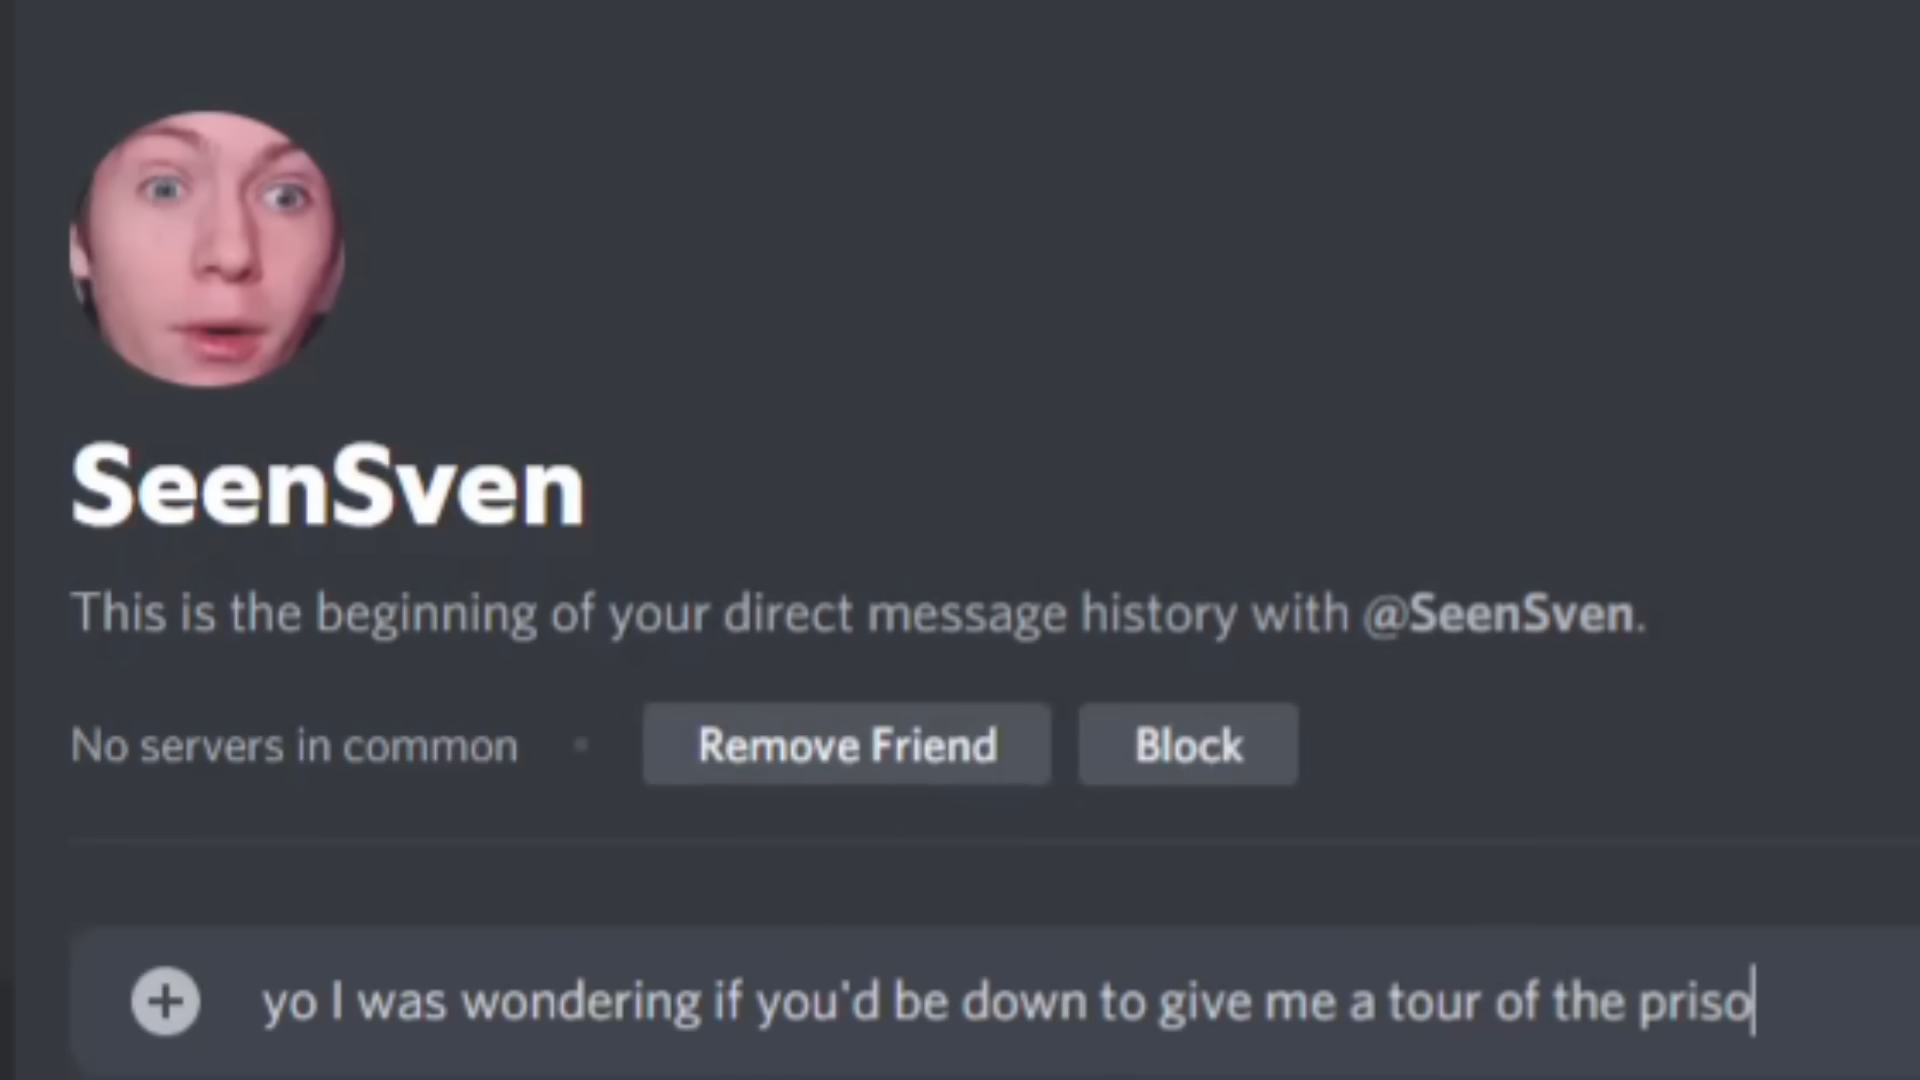 SeenSven
This is the beginning of your direct message history with @SeenSven.
No servers in common
Remove Friend
Block
yo I was wondering if you'd be down to give me a tour of the priso